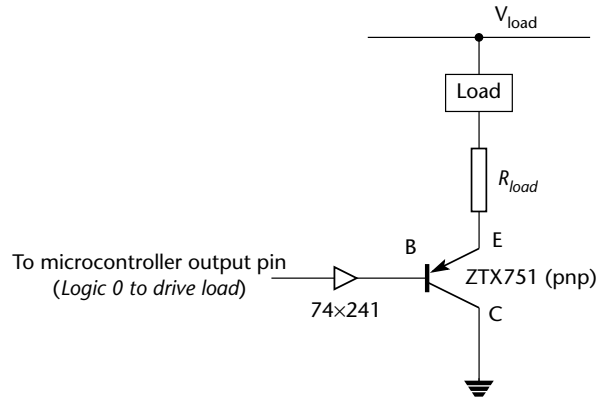 V_load
Load
R_load
B
E
To microcontroller output pin
(Logic 0 to drive load)
ZTX751 (pnp)
74×241
C